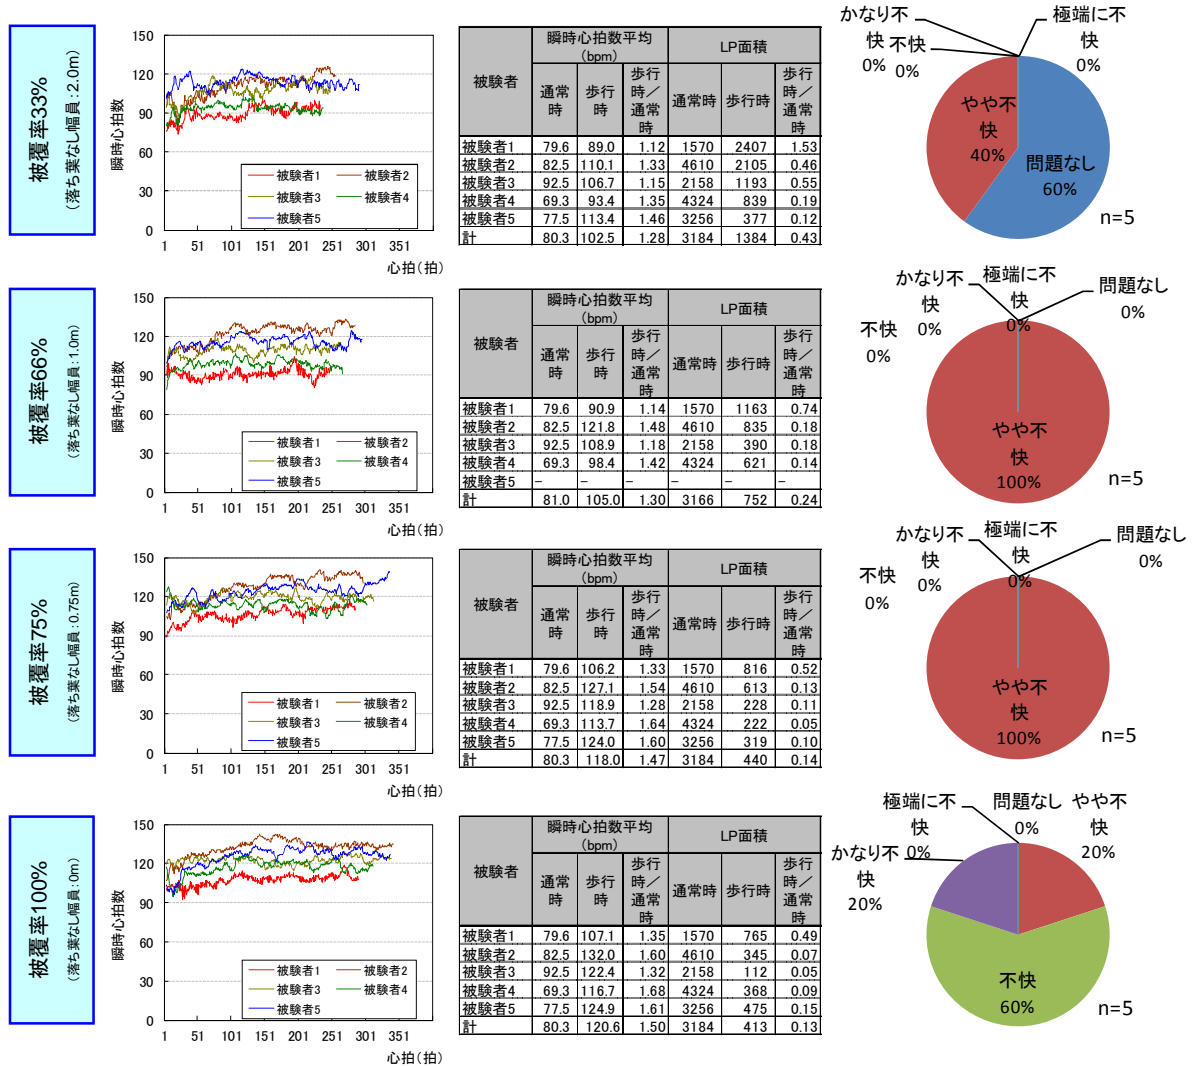 被覆率33%
（落ち葉なし幅員：2.0m）
瞬時心拍数
150
120
90
60
30
0
被験者1
被験者2
被験者3
被験者4
被験者5
1 51 101 151 201 251 291 351
心拍(拍)
被験者 瞬時心拍数平均(bpm) LP面積
通常時 歩行時 歩行時／通常時 通常時 歩行時 歩行時／通常時
被験者1 79.6 89.0 1.12 1570 2407 1.53
被験者2 82.5 110.1 1.33 4610 2105 0.46
被験者3 92.5 106.7 1.15 2158 1193 0.55
被験者4 69.3 93.4 1.35 4324 839 0.19
被験者5 77.5 113.4 1.46 3256 377 0.12
計 80.3 102.5 1.28 3184 1384 0.43
かなり不快 0%
不快 0%
極端に不快 0%
やや不快 40%
問題なし 60%
n=5
被覆率66%
（落ち葉なし幅員：1.0m）
瞬時心拍数
150
120
90
60
30
0
被験者1
被験者2
被験者3
被験者4
被験者5
1 51 101 151 201 251 301 351
心拍(拍)
被験者 瞬時心拍数平均(bpm) LP面積
通常時 歩行時 歩行時／通常時 通常時 歩行時 歩行時／通常時
被験者1 79.6 90.9 1.14 1570 1163 0.74
被験者2 82.5 121.8 1.48 4610 835 0.18
被験者3 92.5 108.9 1.18 2158 390 0.18
被験者4 69.3 98.4 1.42 4324 621 0.14
被験者5 － － － － － －
計 81.0 105.0 1.30 3166 752 0.24
かなり不快 0%
極端に不快 0%
問題なし 0%
不快 0%
やや不快 100%
n=5
被覆率75%
（落ち葉なし幅員：0.75m）
瞬時心拍数
150
120
90
60
30
0
被験者1
被験者2
被験者3
被験者4
被験者5
1 51 101 151 201 251 301 351
心拍(拍)
被験者 瞬時心拍数平均(bpm) LP面積
通常時 歩行時 歩行時／通常時 通常時 歩行時 歩行時／通常時
被験者1 79.6 106.2 1.33 1570 816 0.52
被験者2 82.5 127.1 1.54 4610 613 0.13
被験者3 92.5 118.9 1.28 2158 228 0.11
被験者4 69.3 113.7 1.64 4324 222 0.05
被験者5 77.5 124.0 1.60 3256 319 0.10
計 80.3 118.0 1.47 3184 440 0.14
かなり不快 0%
極端に不快 0%
問題なし 0%
不快 0%
やや不快 100%
n=5
被覆率100%
（落ち葉なし幅員：0m）
瞬時心拍数
150
120
90
60
30
0
被験者1
被験者2
被験者3
被験者4
被験者5
1 51 101 151 201 251 301 351
心拍(拍)
被験者 瞬時心拍数平均(bpm) LP面積
通常時 歩行時 歩行時／通常時 通常時 歩行時 歩行時／通常時
被験者1 79.6 107.1 1.35 1570 765 0.49
被験者2 82.5 132.0 1.60 4610 345 0.07
被験者3 92.5 122.4 1.32 2158 112 0.05
被験者4 69.3 116.7 1.68 4324 368 0.09
被験者5 77.5 124.9 1.61 3256 475 0.15
計 80.3 120.6 1.50 3184 413 0.13
極端に不快 0%
問題なし 0%
やや不快 20%
かなり不快 20%
不快 60%
n=5